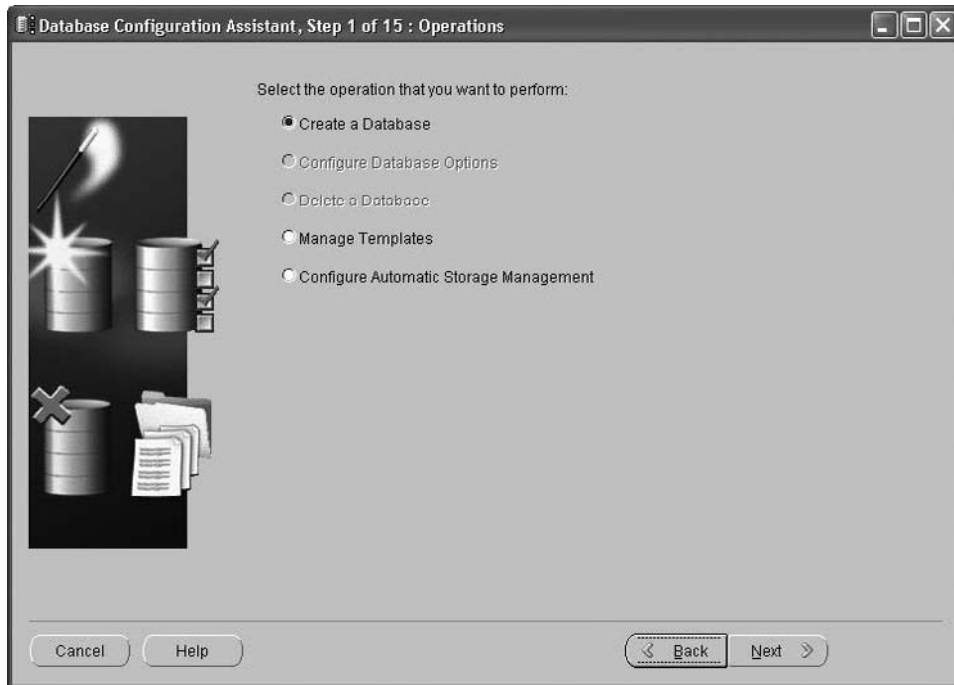 Database Configuration Assistant, Step 1 of 15 : Operations
Select the operation that you want to perform:
Create a Database
Configure Database Options
Delete a Database
Manage Templates
Configure Automatic Storage Management
Cancel
Help
Back
Next